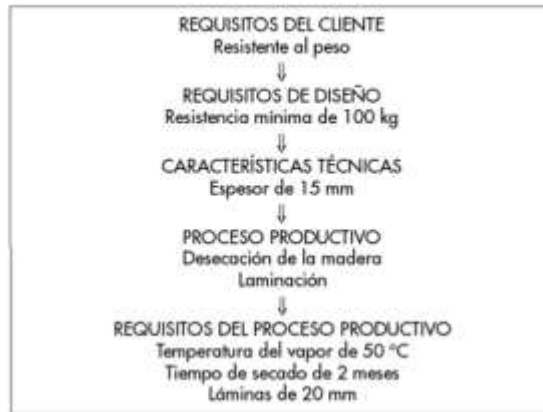 REQUISITOS DEL CLIENTE
Resistente al peso
⇓
REQUISITOS DE DISEÑO
Resistencia mínima de 100 kg
⇓
CARACTERÍSTICAS TÉCNICAS
Espesor de 15 mm
⇓
PROCESO PRODUCTIVO
Desecación de la madera
Laminación
⇓
REQUISITOS DEL PROCESO PRODUCTIVO
Temperatura del vapor de 50 ºC
Tiempo de secado de 2 meses
Láminas de 20 mm